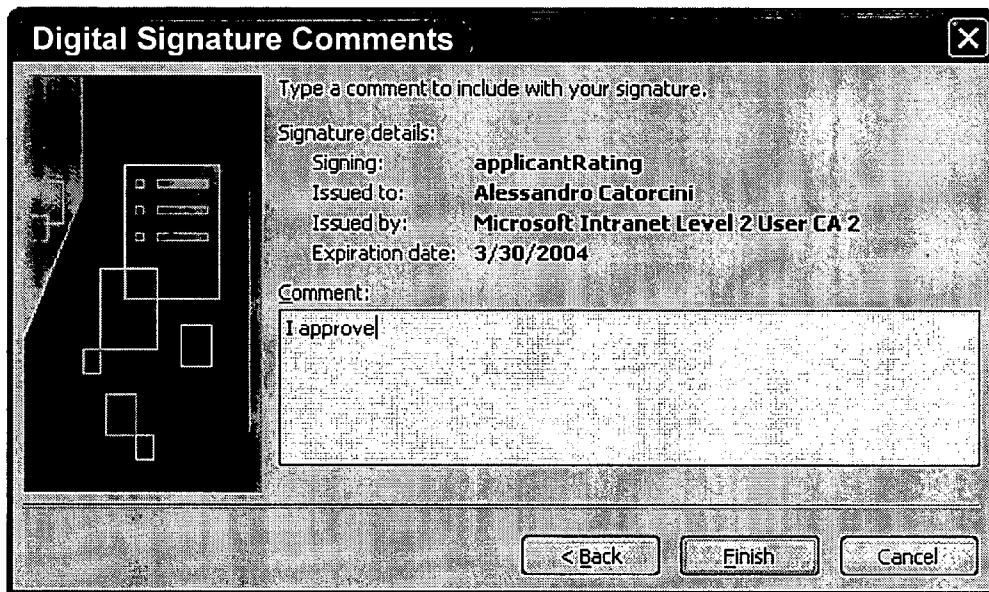 Digital Signature Comments
Type a comment to include with your signature.
Signature details:
Signing: applicantRating
Issued to: Alessandro Catorcini
Issued by: Microsoft Intranet Level 2 User CA 2
Expiration date: 3/30/2004
Comment:
I approve
< Back Finish Cancel